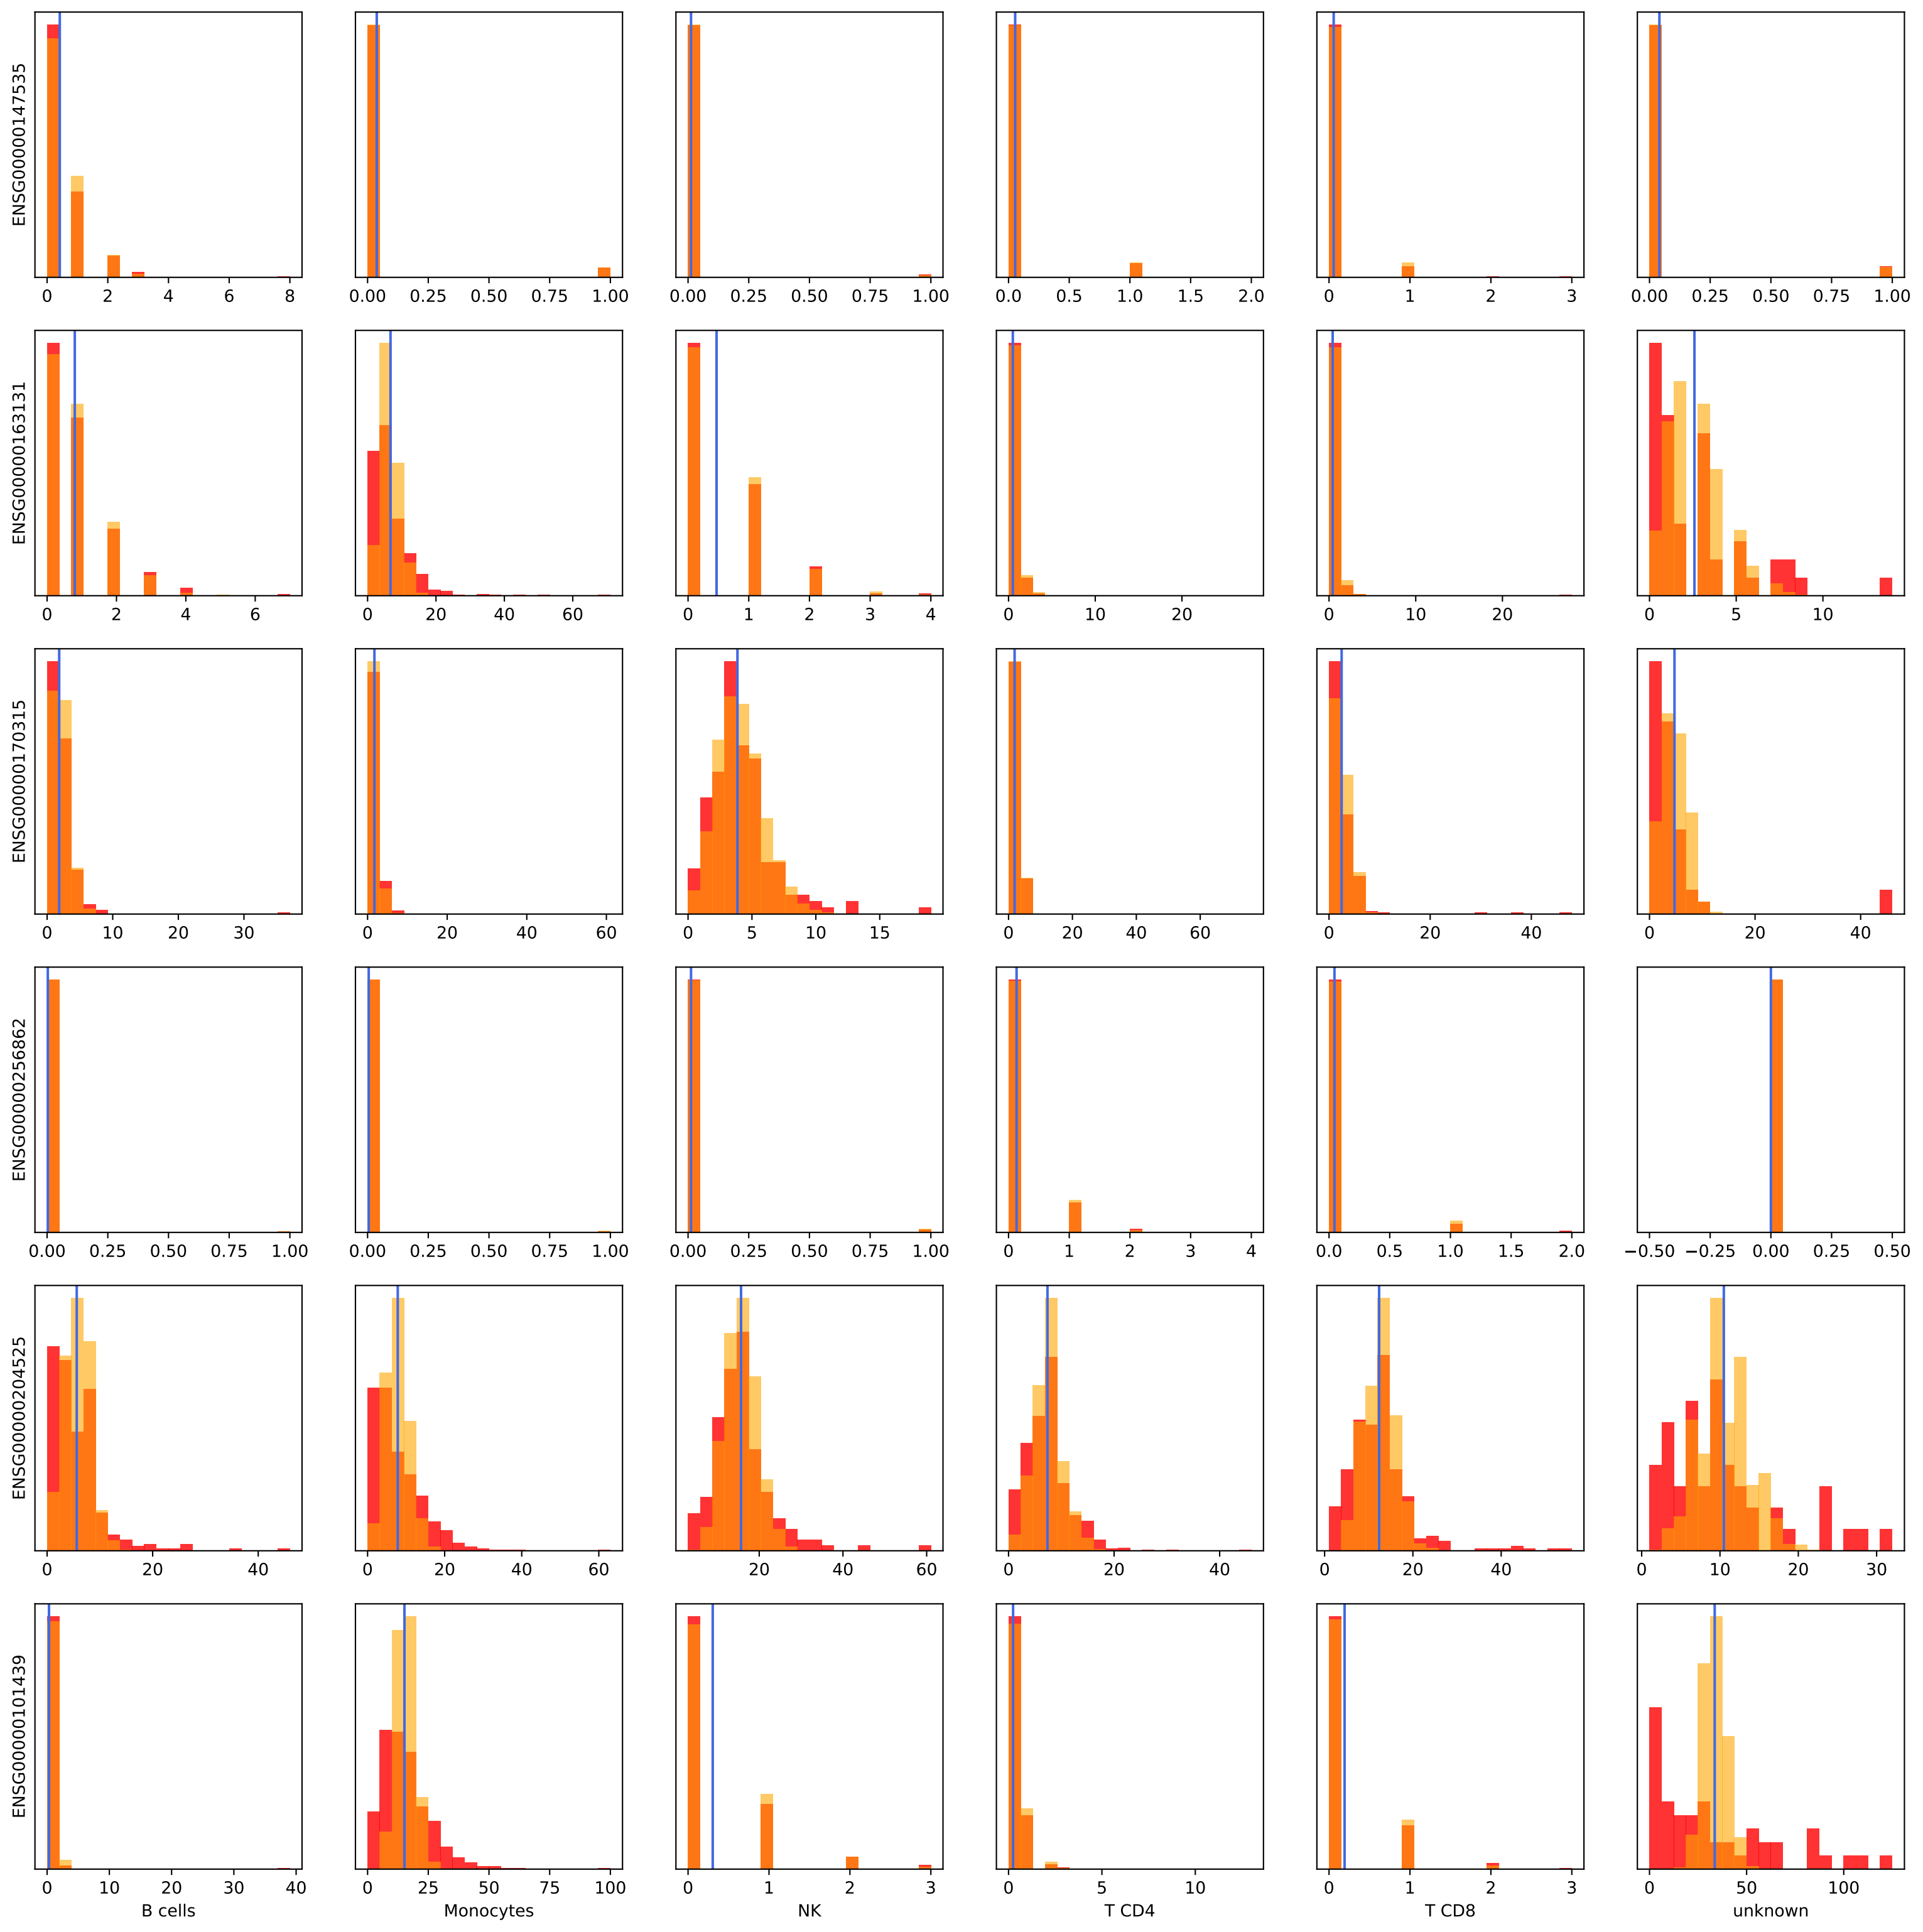 ENSG00000147535
0 2 4 6 8
0.00 0.25 0.50 0.75 1.00
0.00 0.25 0.50 0.75 1.00
0.0 0.5 1.0 1.5 2.0
0 1 2 3
0.00 0.25 0.50 0.75 1.00
ENSG00000163131
0 2 4 6
0 20 40 60
0 1 2 3 4
0 10 20
0 10 20
0 5 10
ENSG00000170315
0 10 20 30
0 20 40 60
0 5 10 15
0 20 40 60
0 20 40
0 20 40
ENSG00000256862
0.00 0.25 0.50 0.75 1.00
0.00 0.25 0.50 0.75 1.00
0.00 0.25 0.50 0.75 1.00
0 1 2 3 4
0.0 0.5 1.0 1.5 2.0
−0.50 −0.25 0.00 0.25 0.50
ENSG00000204525
0 20 40
0 20 40 60
20 40 60
0 20 40
0 20 40
0 10 20 30
ENSG00000101439
0 10 20 30 40
0 25 50 75 100
0 1 2 3
0 5 10
0 1 2 3
0 50 100
B cells
Monocytes
NK
T CD4
T CD8
unknown